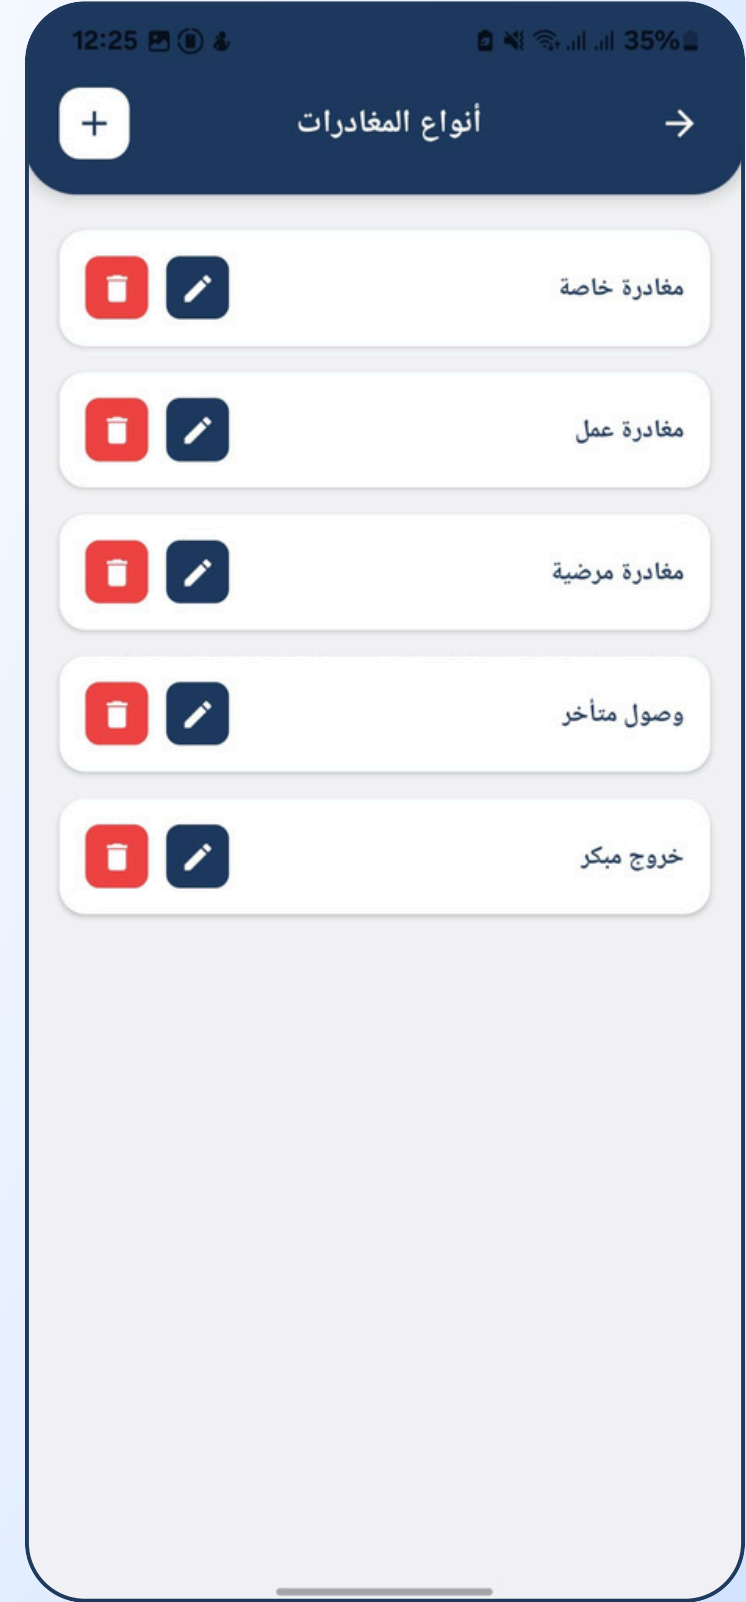 12:25 35%
أنواع المغادرات
مغادرة خاصة
مغادرة عمل
مغادرة مرضية
وصول متأخر
خروج مبكر